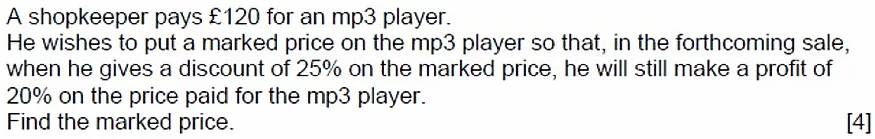 A shopkeeper pays £120 for an mp3 player.
He wishes to put a marked price on the mp3 player so that, in the forthcoming sale,
when he gives a discount of 25% on the marked price, he will still make a profit of
20% on the price paid for the mp3 player.
Find the marked price. [4]